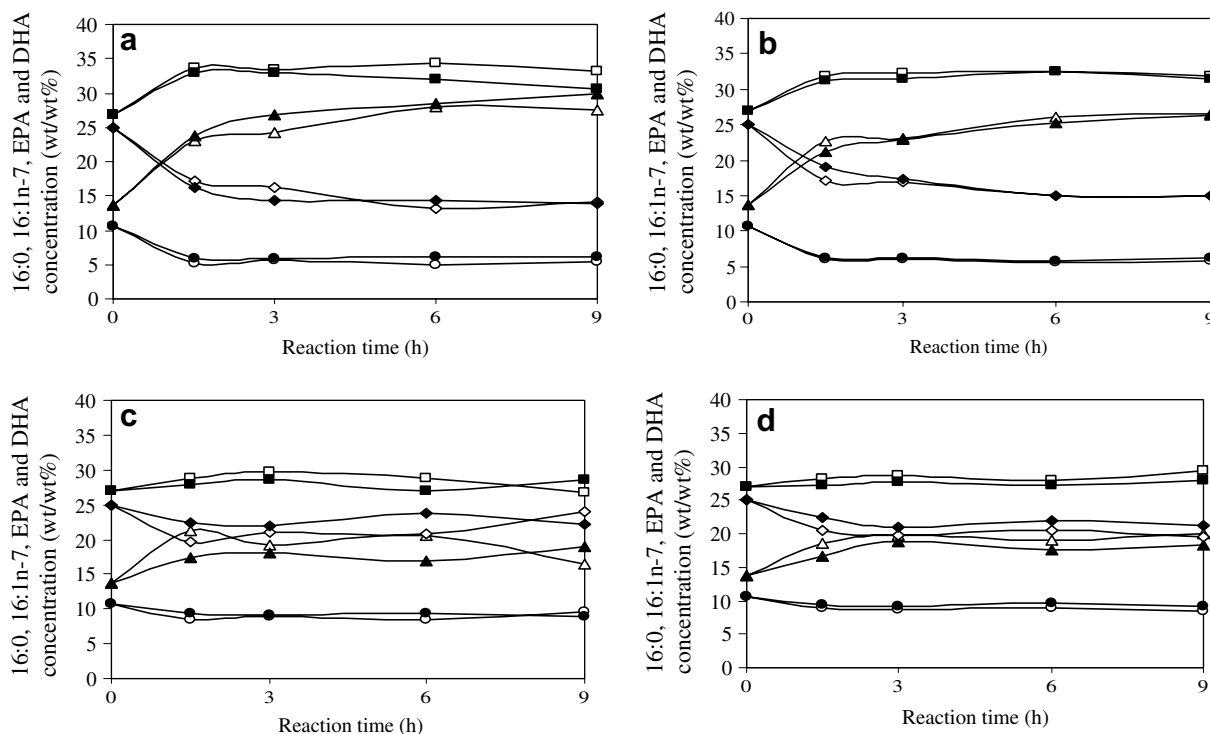 a
40
35
30
25
20
15
10
5
0
0 3 6 9
Reaction time (h)
16:0, 16:1n-7, EPA and DHA
concentration (wt/wt%)
b
40
35
30
25
20
15
10
5
0
0 3 6 9
Reaction time (h)
16:0, 16:1n-7, EPA and DHA
concentration (wt/wt%)
c
40
35
30
25
20
15
10
5
0
0 3 6 9
Reaction time (h)
16:0, 16:1n-7, EPA and DHA
concentration (wt/wt%)
d
40
35
30
25
20
15
10
5
0
0 3 6 9
Reaction time (h)
16:0, 16:1n-7, EPA and DHA
concentration (wt/wt%)